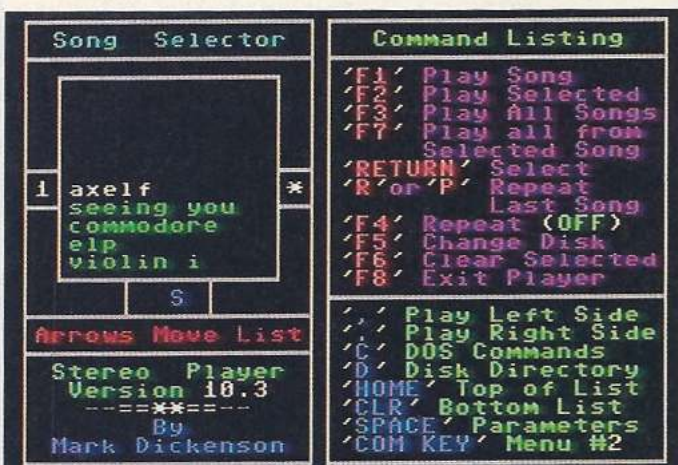 Song Selector
1 axelf *
seeing you
commodore
elp
violin i
S
Arrows Move List
Stereo Player
Version 10.3
--==**==--
By
Mark Dickenson
Command Listing
'F1' Play Song
'F2' Play Selected
'F3' Play All Songs
'F7' Play all from
Selected Song
'RETURN' Select
'R'or'P' Repeat
Last Song
'F4' Repeat (OFF)
'F5' Change Disk
'F6' Clear Selected
'F8' Exit Player
',' Play Left Side
'.' Play Right Side
'C' DOS Commands
'D' Disk Directory
'HOME' Top of List
'CLR' Bottom List
'SPACE' Parameters
'COM KEY' Menu #2